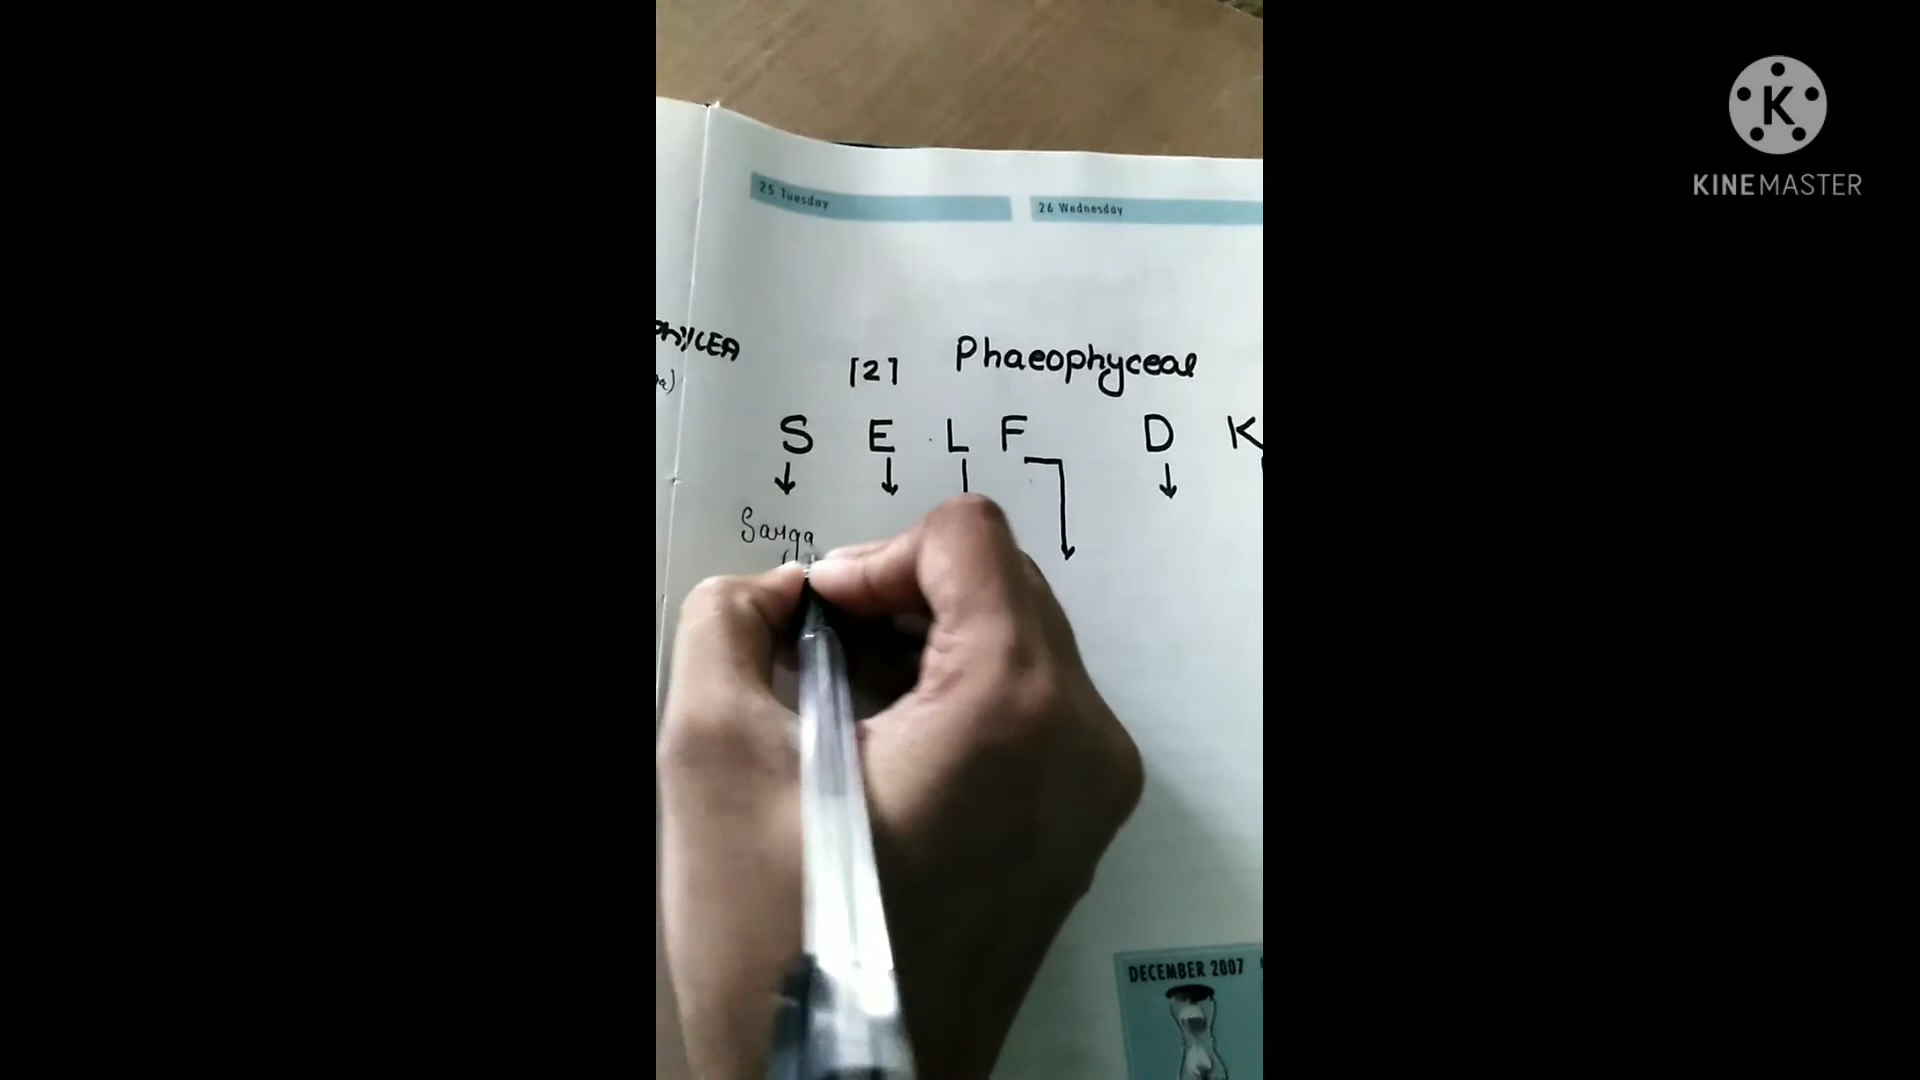 25 Tuesday
26 Wednesday
K
KINEMASTER
PHYCEA
[2] Phaeophyceae
S E L F D K
Sarga
DECEMBER 2007